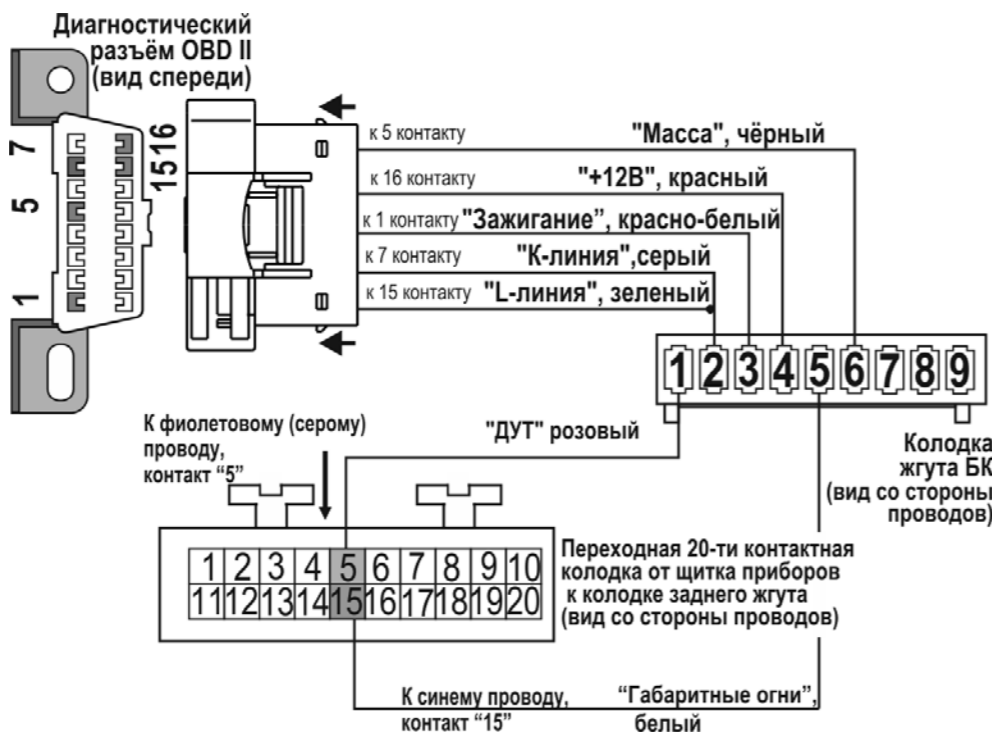 Диагностический
разъём OBD II
(вид спереди)
7
5
1
1516
к 5 контакту "Масса", чёрный
к 16 контакту "+12В", красный
к 1 контакту "Зажигание”, красно-белый
к 7 контакту "К-линия",серый
к 15 контакту "L-линия", зеленый
1 2 3 4 5 6 7 8 9
Колодка
жгута БК
(вид со стороны
проводов)
"ДУТ" розовый
К фиолетовому (серому)
проводу,
контакт “5”
1 2 3 4 5 6 7 8 9 10
11 12 13 14 15 16 17 18 19 20
Переходная 20-ти контактная
колодка от щитка приборов
к колодке заднего жгута
(вид со стороны проводов)
К синему проводу,
контакт “15”
“Габаритные огни”,
белый